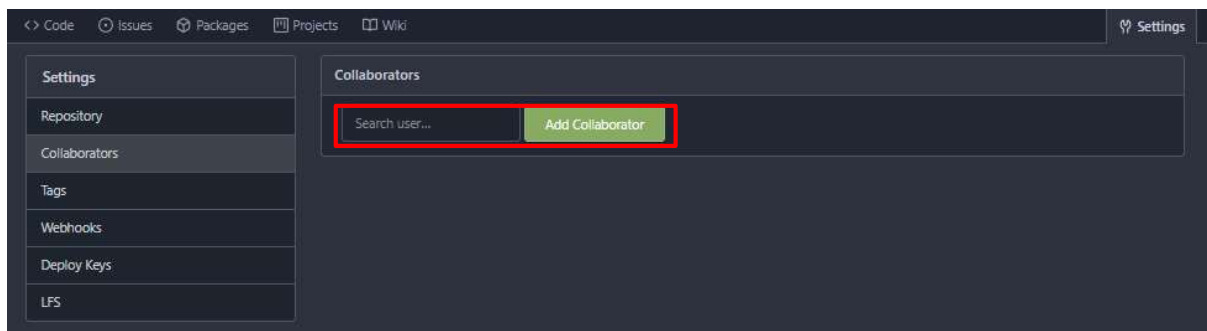 <> Code Issues Packages Projects Wiki Settings
Settings
Repository
Collaborators
Tags
Webhooks
Deploy Keys
LFS
Collaborators
Search user... Add Collaborator